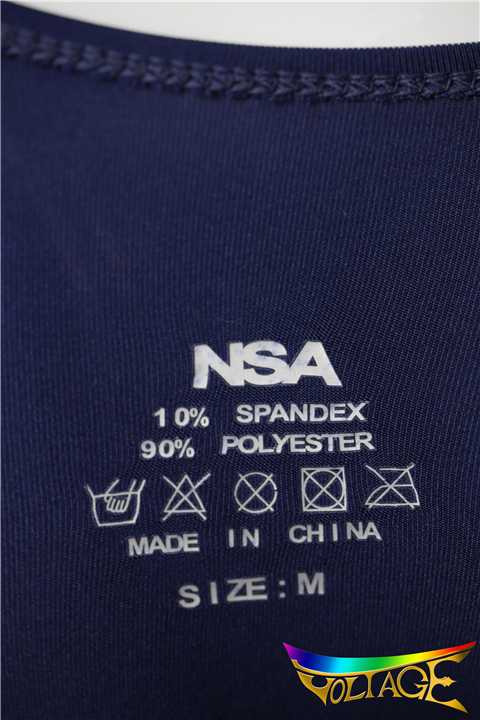 NSA
10% SPANDEX
90% POLYESTER
MADE IN CHINA
SIZE: M
VOLTAGE